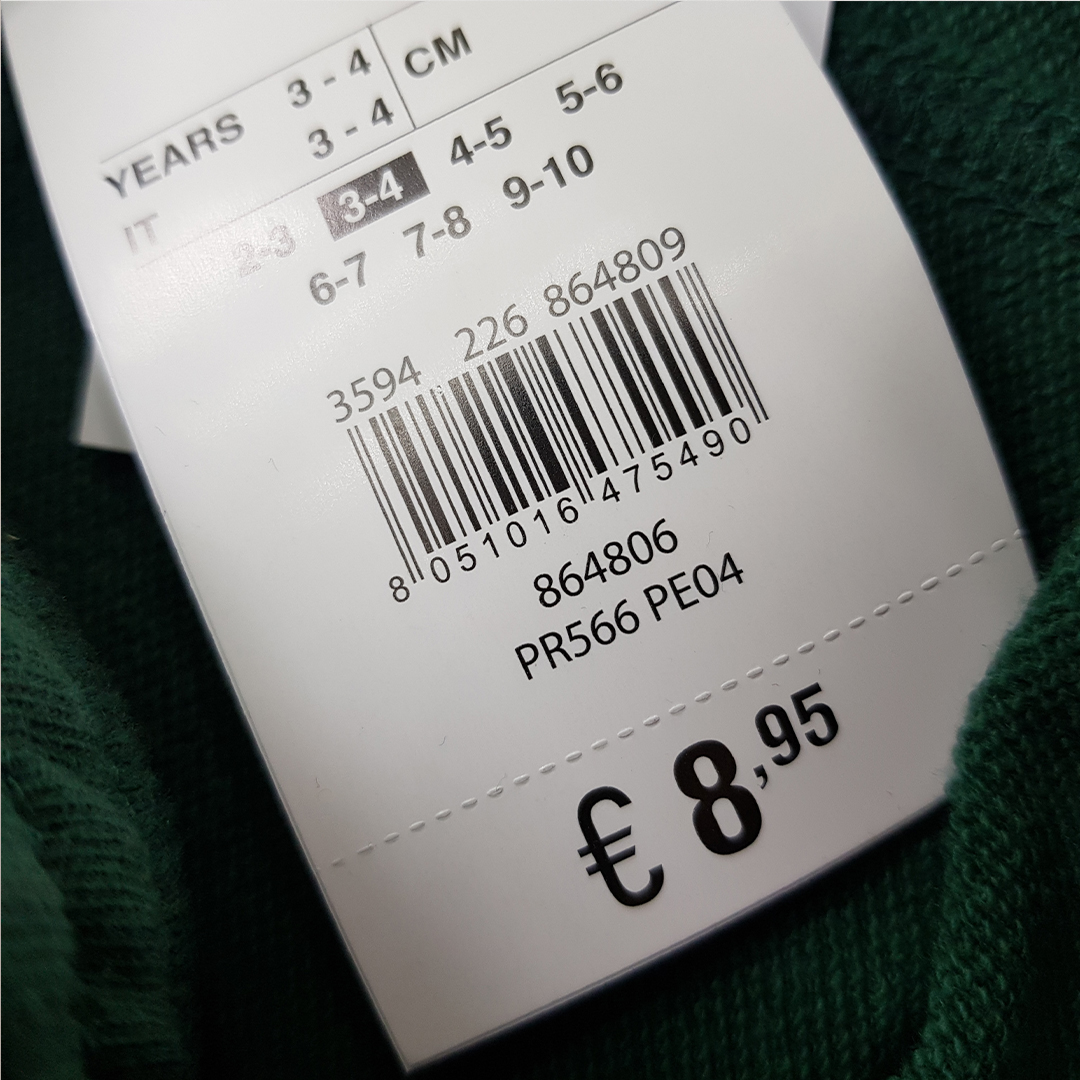 YEARS 3 - 4 CM
IT 3 - 4
2-3 3-4 4-5 5-6
6-7 7-8 9-10
3594 226 864809
8 051016 475490
864806
PR566 PE04
€ 8,95